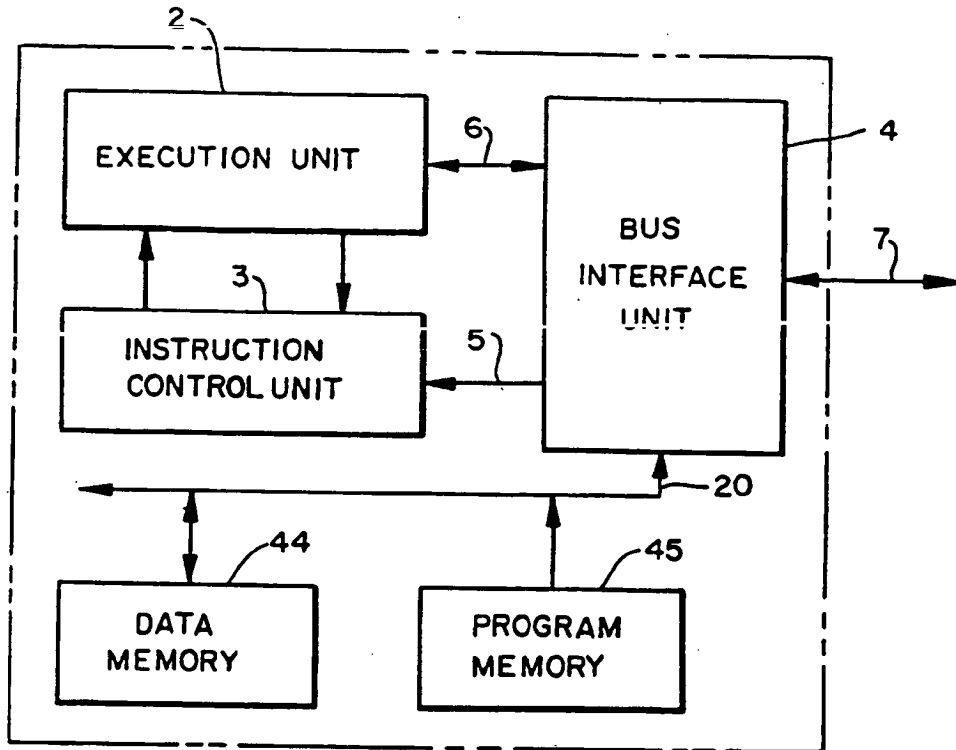 2
EXECUTION UNIT
6
4
BUS
INTERFACE
UNIT
7
3
INSTRUCTION
CONTROL UNIT
5
20
44
45
DATA
MEMORY
PROGRAM
MEMORY